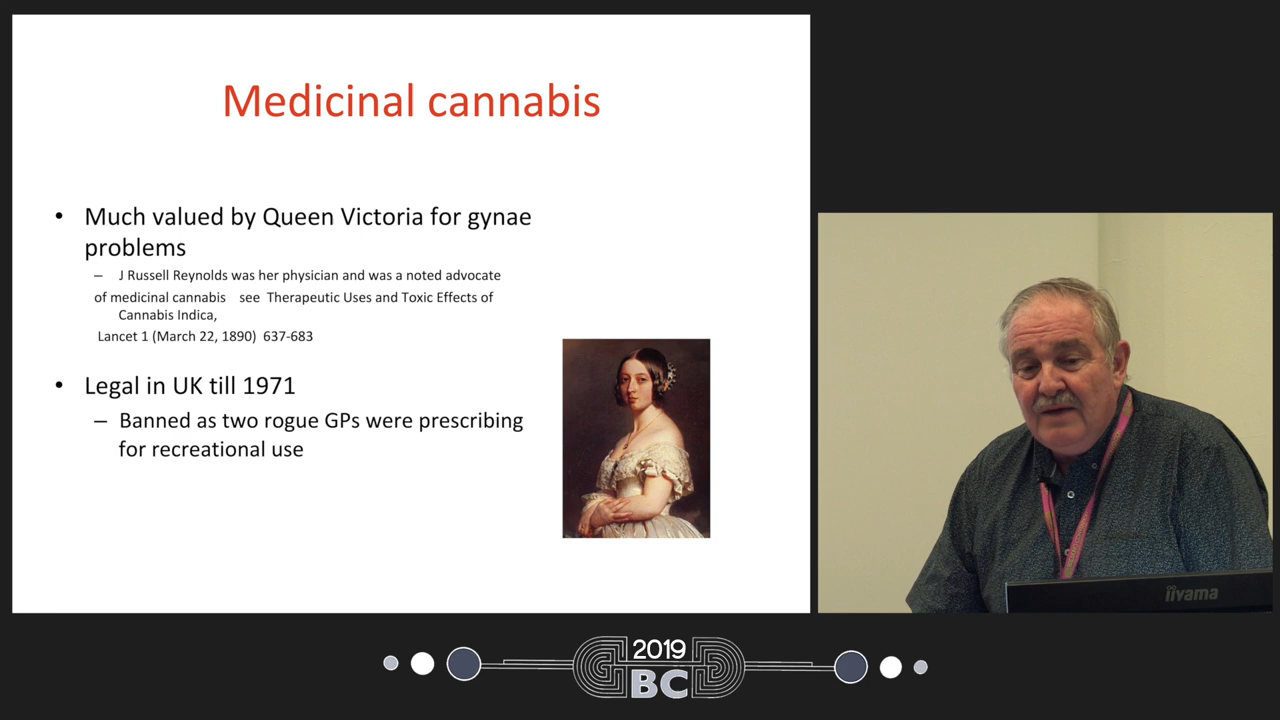 Medicinal cannabis
• Much valued by Queen Victoria for gynae
problems
– J Russell Reynolds was her physician and was a noted advocate
of medicinal cannabis see Therapeutic Uses and Toxic Effects of
Cannabis Indica,
Lancet 1 (March 22, 1890) 637-683
• Legal in UK till 1971
– Banned as two rogue GPs were prescribing
for recreational use
iiyama
2019
BC